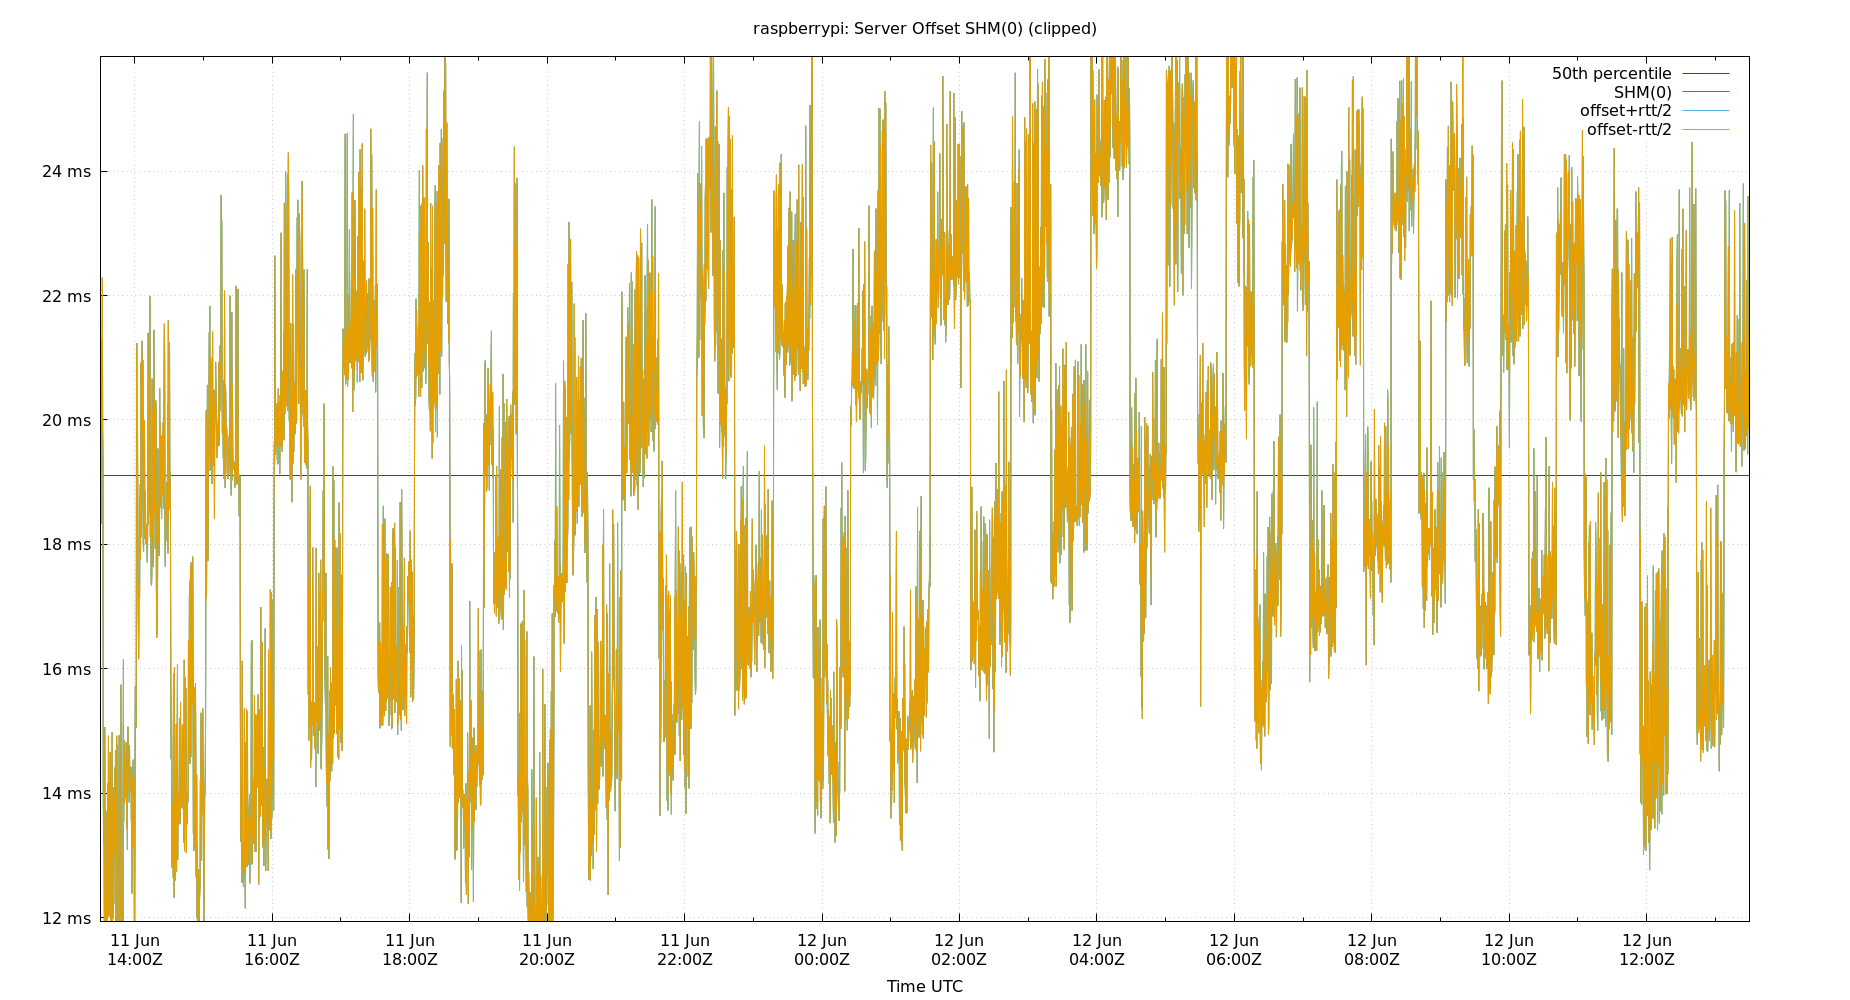 raspberrypi: Server Offset SHM(0) (clipped)
50th percentile
SHM(0)
offset+rtt/2
offset-rtt/2
24 ms
22 ms
20 ms
18 ms
16 ms
14 ms
12 ms
11 Jun 11 Jun 11 Jun 11 Jun 11 Jun 12 Jun 12 Jun 12 Jun 12 Jun 12 Jun 12 Jun 12 Jun
14:00Z 16:00Z 18:00Z 20:00Z 22:00Z 00:00Z 02:00Z 04:00Z 06:00Z 08:00Z 10:00Z 12:00Z
Time UTC